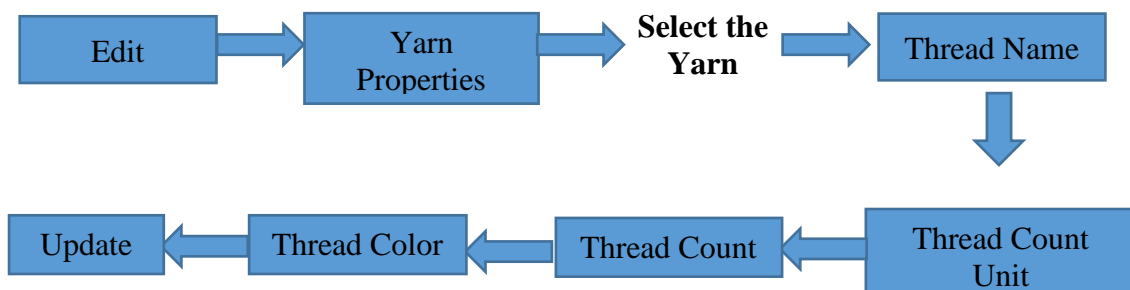 Edit
Yarn
Properties
Select the
Yarn
Thread Name
Thread Count
Unit
Thread Count
Thread Color
Update